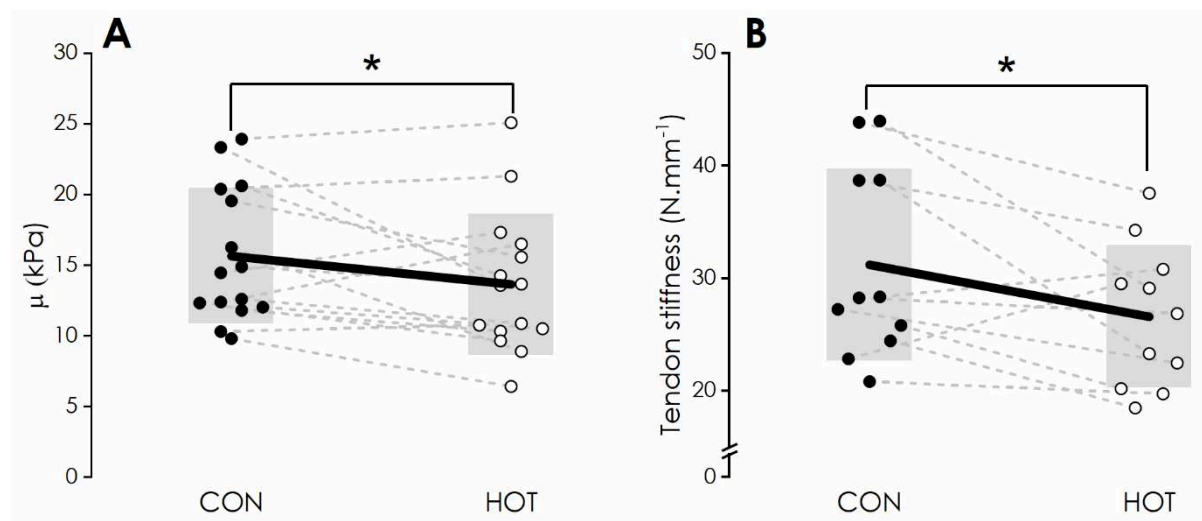 A
μ (kPa)
30
25
20
15
10
5
0
*
CON
HOT
B
Tendon stiffness (N.mm⁻¹)
50
40
30
20
0
*
CON
HOT